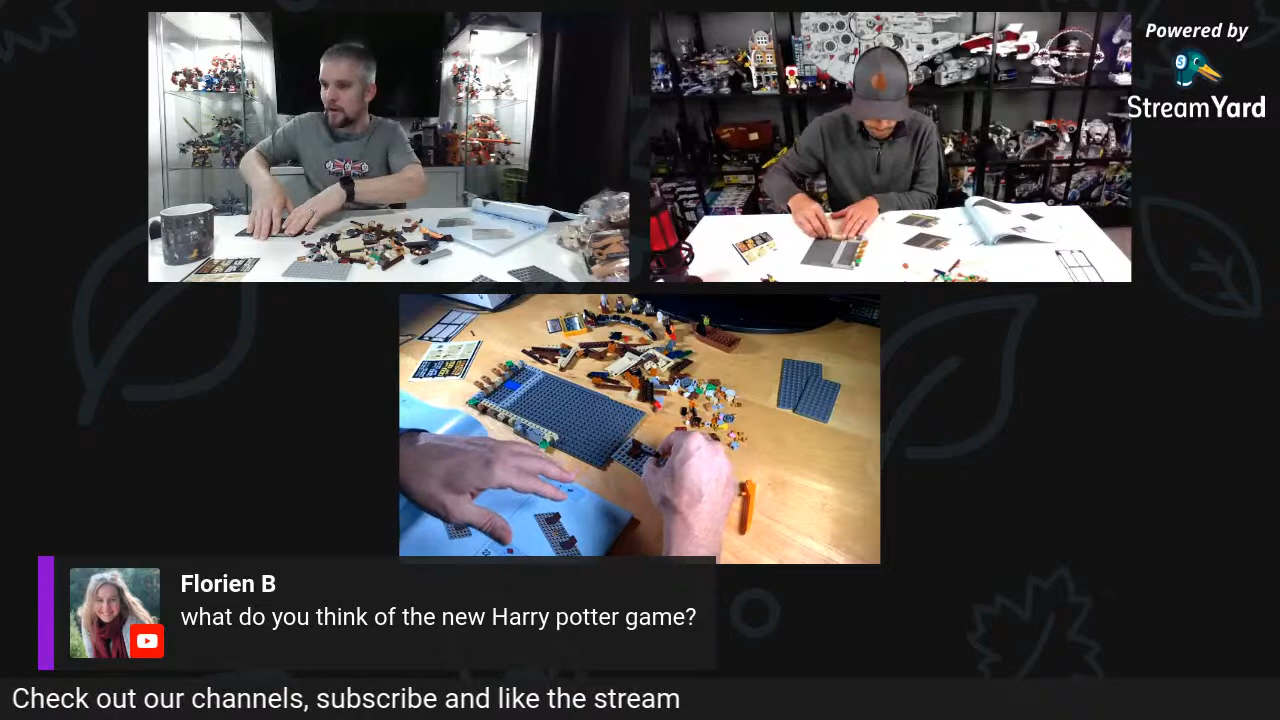 Powered by
StreamYard
Florien B
what do you think of the new Harry potter game?
Check out our channels, subscribe and like the stream